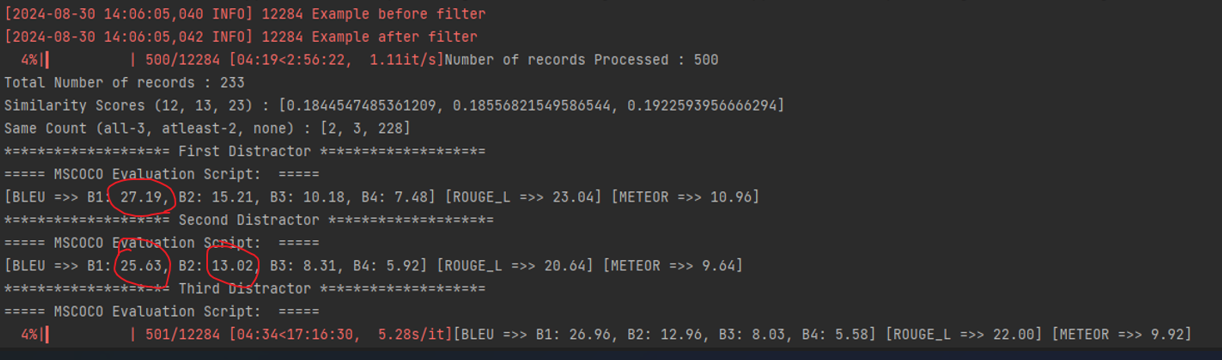 [2024-08-30 14:06:05,040 INFO] 12284 Example before filter
[2024-08-30 14:06:05,042 INFO] 12284 Example after filter
4%|▌ | 500/12284 [04:19<2:56:22, 1.11it/s]Number of records Processed : 500
Total Number of records : 233
Similarity Scores (12, 13, 23) : [0.1844547485361209, 0.18556821549586544, 0.1922593956666294]
Same Count (all-3, atleast-2, none) : [2, 3, 228]
*=*=*=*=*=*=*=*=*=*= First Distractor *=*=*=*=*=*=*=*=*=*=
===== MSCOCO Evaluation Script: =====
[BLEU =>> B1: 27.19, B2: 15.21, B3: 10.18, B4: 7.48] [ROUGE_L =>> 23.04] [METEOR =>> 10.96]
*=*=*=*=*=*=*=*=*=*= Second Distractor *=*=*=*=*=*=*=*=*=*=
===== MSCOCO Evaluation Script: =====
[BLEU =>> B1: 25.63, B2: 13.02, B3: 8.31, B4: 5.92] [ROUGE_L =>> 20.64] [METEOR =>> 9.64]
*=*=*=*=*=*=*=*=*=*= Third Distractor *=*=*=*=*=*=*=*=*=*=
===== MSCOCO Evaluation Script: =====
4%|▌ | 501/12284 [04:34<17:16:30, 5.28s/it][BLEU =>> B1: 26.96, B2: 12.96, B3: 8.03, B4: 5.58] [ROUGE_L =>> 22.00] [METEOR =>> 9.92]